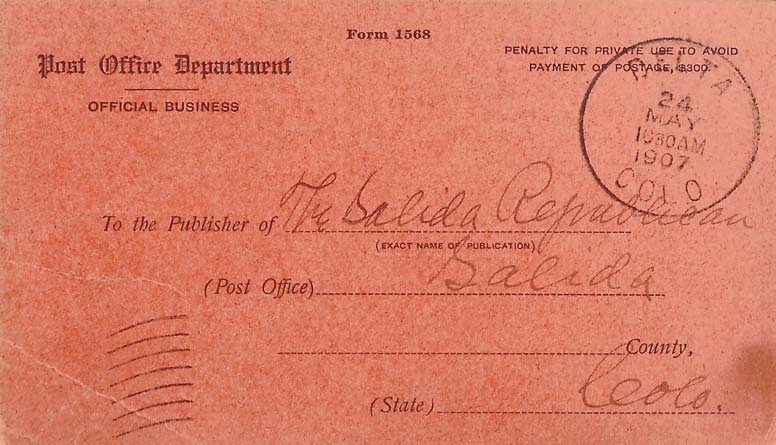 Form 1568
Post Office Department
OFFICIAL BUSINESS
PENALTY FOR PRIVATE USE TO AVOID
PAYMENT OF POSTAGE, $300.
DELTA
24
MAY
1030AM
1907
COLO
To the Publisher of The Salida Republican
(EXACT NAME OF PUBLICATION)
(Post Office) Salida
County,
(State) Colo.